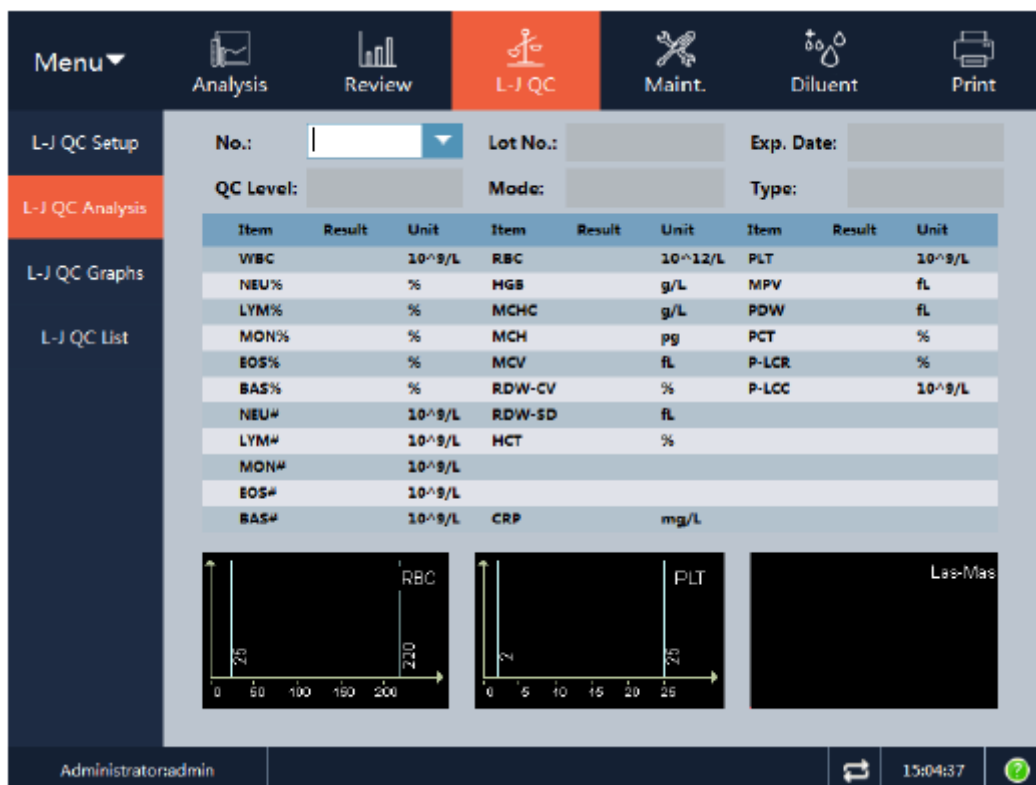 Menu▼ Analysis Review L-J QC Maint. Diluent Print
L-J QC Setup
L-J QC Analysis
L-J QC Graphs
L-J QC List
No.: Lot No.: Exp. Date:
QC Level: Mode: Type:
Item Result Unit Item Result Unit Item Result Unit
WBC 10^9/L RBC 10^12/L PLT 10^9/L
NEU% % HGB g/L MPV fL
LYM% % MCHC g/L PDW fL
MON% % MCH pg PCT %
EOS% % MCV fL P-LCR %
BAS% % RDW-CV % P-LCC 10^9/L
NEU# 10^9/L RDW-SD fL
LYM# 10^9/L HCT %
MON# 10^9/L
EOS# 10^9/L
BAS# 10^9/L CRP mg/L
RBC
25 220
0 50 100 150 200
PLT
2 25
0 5 10 15 20 25
Las-Mas
Administrator:admin 15:04:37 ?